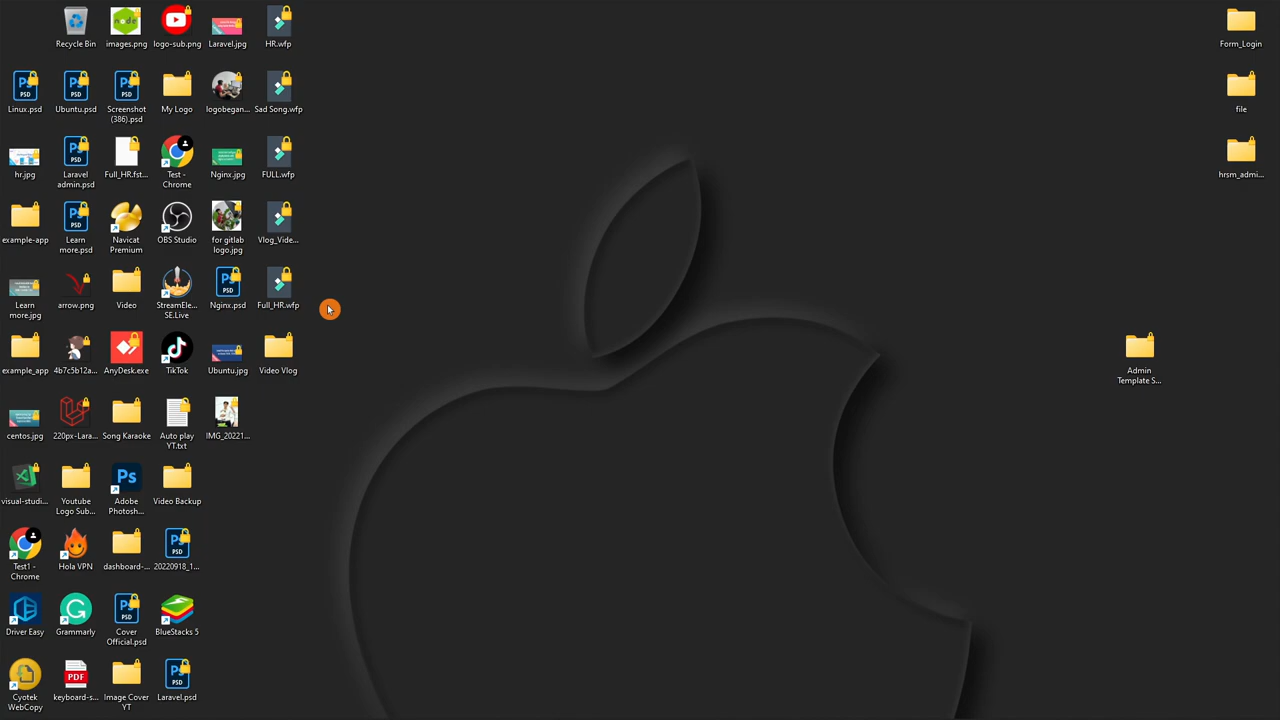 Recycle Bin
images.png
logo-sub.png
Laravel.jpg
HR.wfp
Form_Login
Linux.psd
Ubuntu.psd
Screenshot
(386).psd
My Logo
logobegan...
Sad Song.wfp
file
hr.jpg
Laravel
admin.psd
Full_HR.fst...
Test -
Chrome
Nginx.jpg
FULL.wfp
hrsm_admi...
example-app
Learn
more.psd
Navicat
Premium
OBS Studio
for gitlab
logo.jpg
Vlog_Vide...
Learn
more.jpg
arrow.png
Video
StreamEle...
SE.Live
Nginx.psd
Full_HR.wfp
example_app
4b7c5b12a...
AnyDesk.exe
TikTok
Ubuntu.jpg
Video Vlog
Admin
Template S...
centos.jpg
220px-Lara...
Song Karaoke
Auto play
YT.txt
IMG_20221...
visual-studi...
Youtube
Logo Sub...
Adobe
Photosh...
Video Backup
Test1 -
Chrome
Hola VPN
dashboard-...
20220918_1...
Driver Easy
Grammarly
Cover
Official.psd
BlueStacks 5
Cyotek
WebCopy
keyboard-s...
Image Cover
YT
Laravel.psd